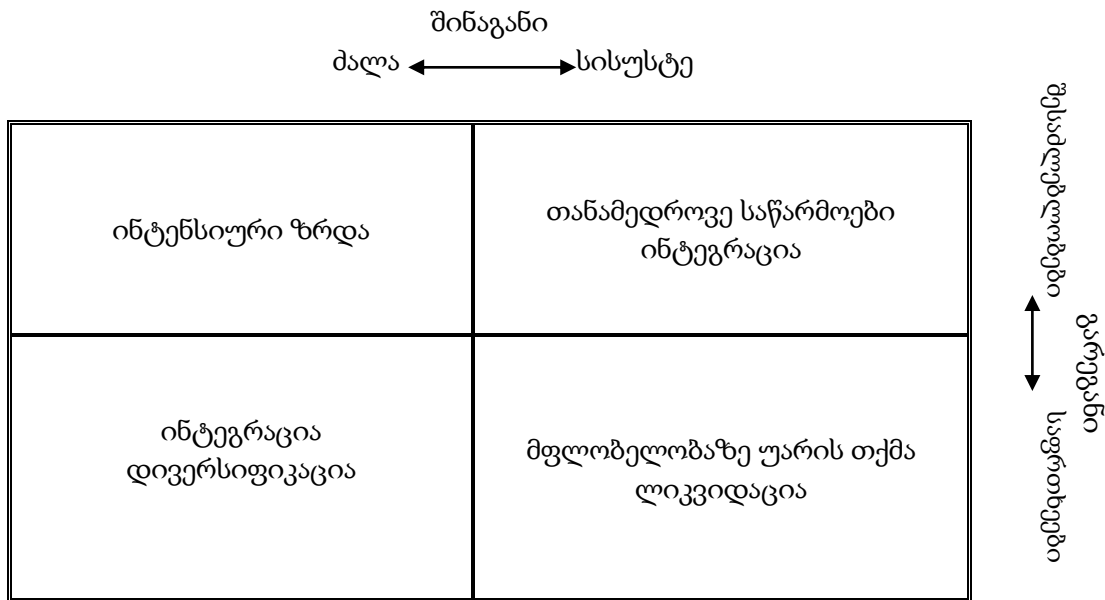 შინაგანი
ძალა სისუსტე
ინტენსიური ზრდა
თანამედროვე საწარმოები
ინტეგრაცია
ინტეგრაცია
დივერსიფიკაცია
მფლობელობაზე უარის თქმა
ლიკვიდაცია
შესაძლებლობები
გარეგანი
საფრთხეები